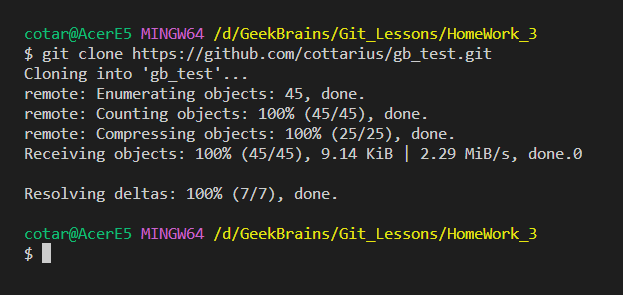 cotar@AcerE5 MINGW64 /d/GeekBrains/Git_Lessons/HomeWork_3
$ git clone https://github.com/cottarius/gb_test.git
Cloning into 'gb_test'...
remote: Enumerating objects: 45, done.
remote: Counting objects: 100% (45/45), done.
remote: Compressing objects: 100% (25/25), done.
Receiving objects: 100% (45/45), 9.14 KiB | 2.29 MiB/s, done.0
Resolving deltas: 100% (7/7), done.
cotar@AcerE5 MINGW64 /d/GeekBrains/Git_Lessons/HomeWork_3
$